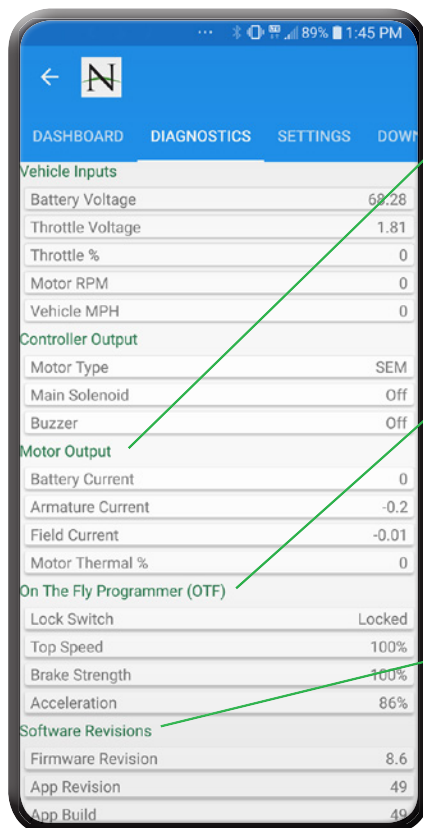 ... 89% 1:45 PM
N
DASHBOARD DIAGNOSTICS SETTINGS DOW
Vehicle Inputs
Battery Voltage 68.28
Throttle Voltage 1.81
Throttle % 0
Motor RPM 0
Vehicle MPH 0
Controller Output
Motor Type SEM
Main Solenoid Off
Buzzer Off
Motor Output
Battery Current 0
Armature Current -0.2
Field Current -0.01
Motor Thermal % 0
On The Fly Programmer (OTF)
Lock Switch Locked
Top Speed 100%
Brake Strength 100%
Acceleration 86%
Software Revisions
Firmware Revision 8.6
App Revision 49
App Build 49